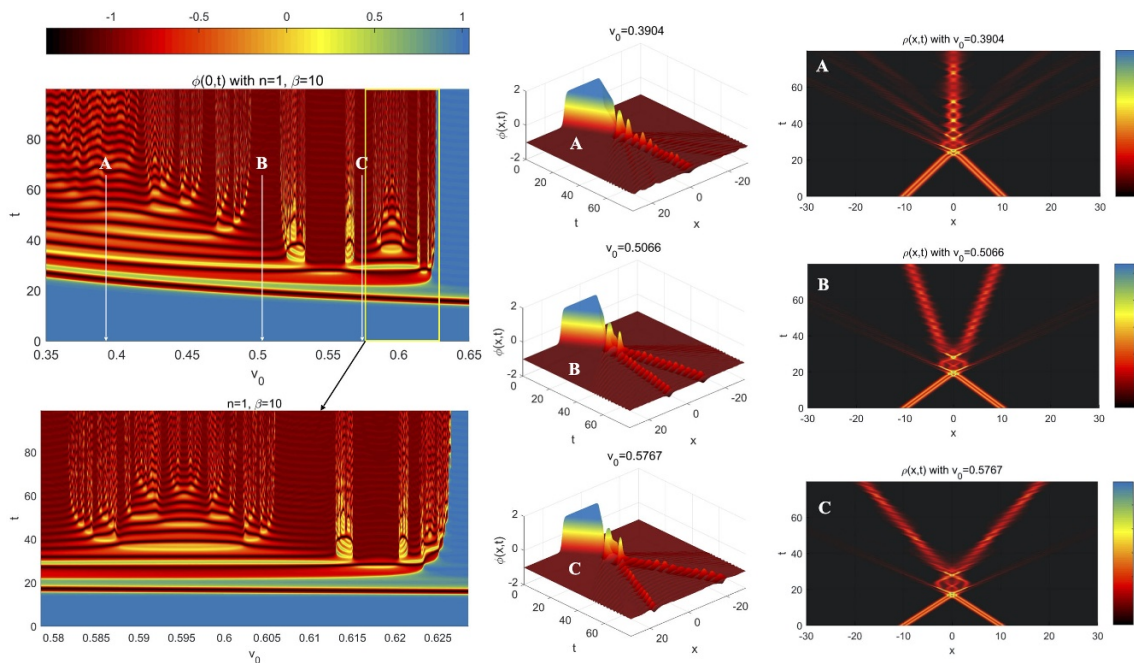 -1 -0.5 0 0.5 1
ϕ(0,t) with n=1, β=10
80
60
40
20
0
t
A B C
0.35 0.4 0.45 0.5 0.55 0.6 0.65
v₀
n=1, β=10
80
60
40
20
0
t
0.58 0.585 0.59 0.595 0.6 0.605 0.61 0.615 0.62 0.625
v₀
v₀=0.3904
2
0
-2
ϕ(x,t)
A
0 20 40 60
t
20 0 -20
x
v₀=0.5066
2
0
-2
ϕ(x,t)
B
0 20 40 60
t
20 0 -20
x
v₀=0.5767
2
0
-2
ϕ(x,t)
C
0 20 40 60
t
20 0 -20
x
ρ(x,t) with v₀=0.3904
A
80
60
40
20
0
t
-30 -20 -10 0 10 20 30
x
ρ(x,t) with v₀=0.5066
B
80
60
40
20
0
t
-30 -20 -10 0 10 20 30
x
ρ(x,t) with v₀=0.5767
C
80
60
40
20
0
t
-30 -20 -10 0 10 20 30
x